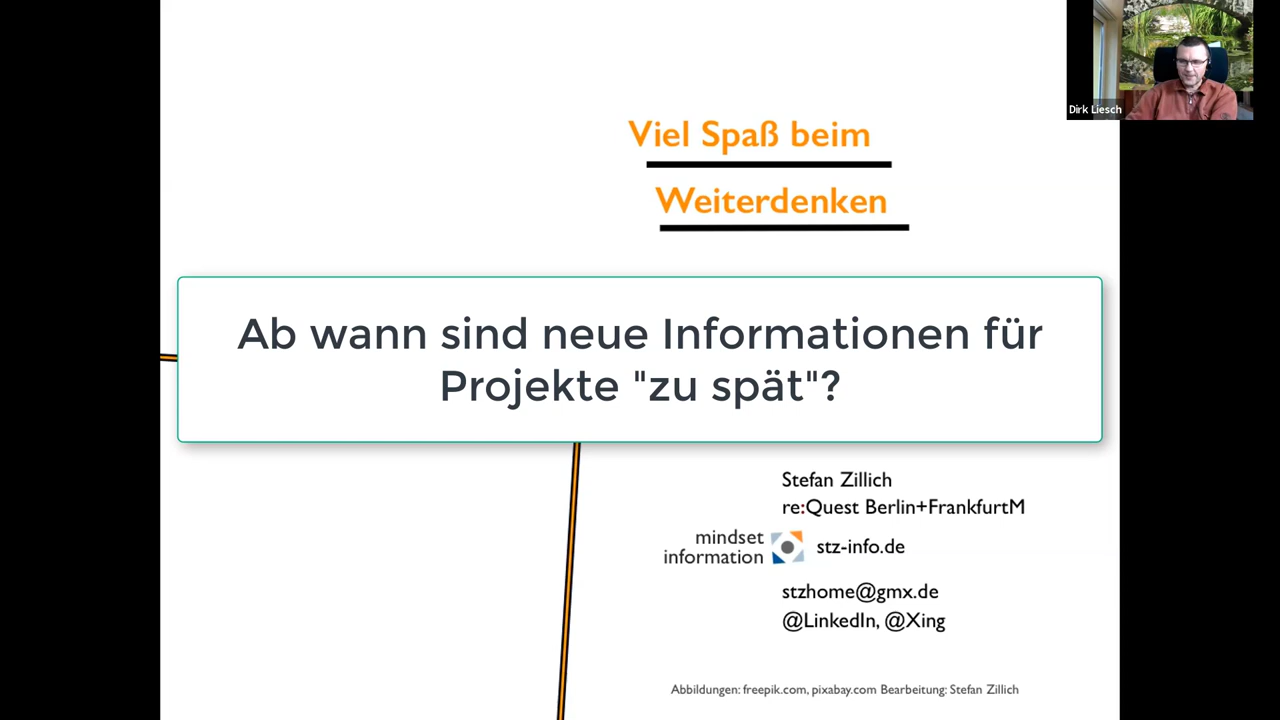 Dirk Liesch
Viel Spaß beim
Weiterdenken
Ab wann sind neue Informationen für
Projekte "zu spät"?
Stefan Zillich
re:Quest Berlin+FrankfurtM
mindset
information
stz-info.de
stzhome@gmx.de
@LinkedIn, @Xing
Abbildungen: freepik.com, pixabay.com Bearbeitung: Stefan Zillich